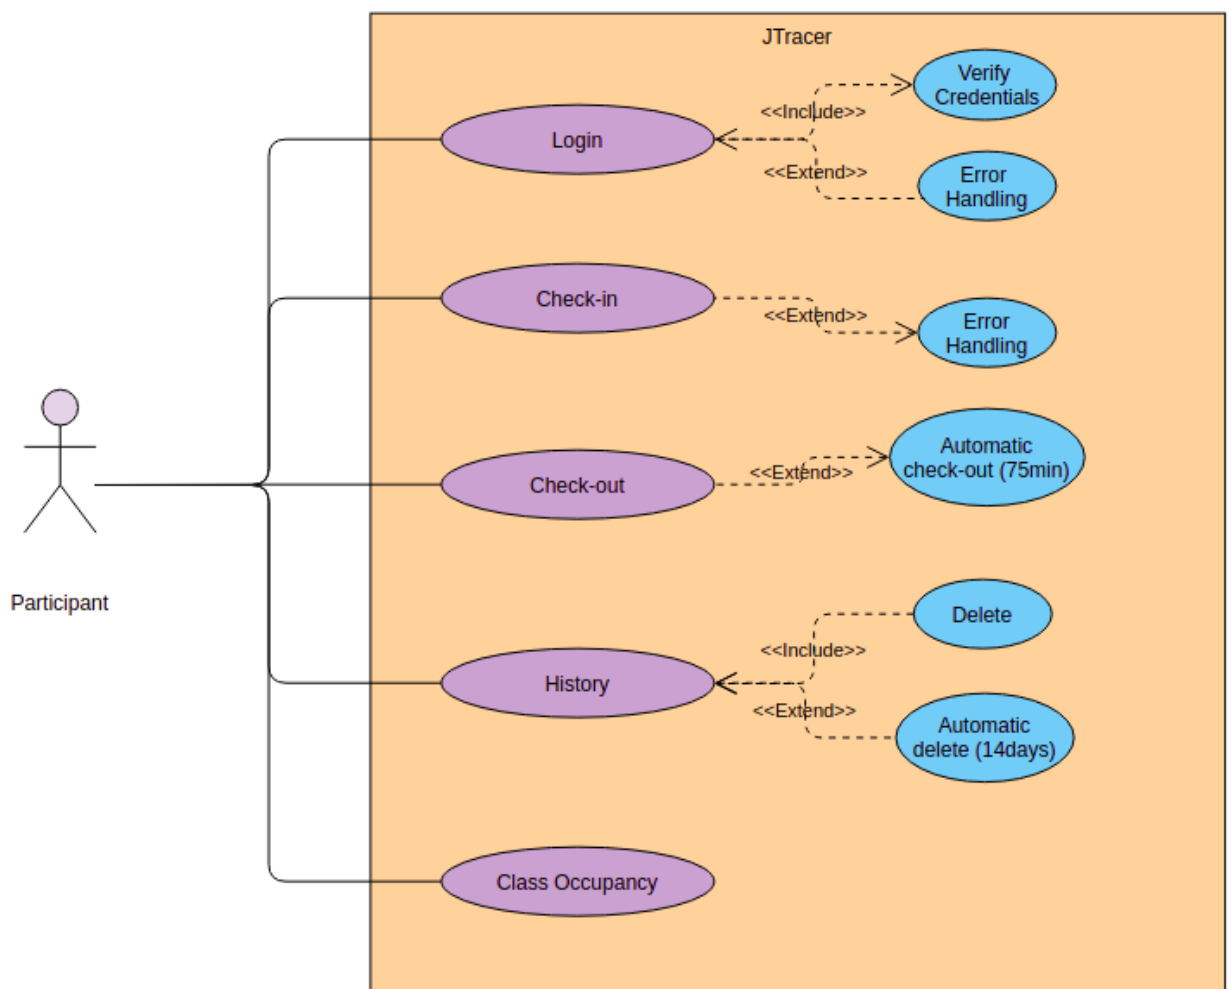 JTracer
Verify
Credentials
<<Include>>
Login
<<Extend>>
Error
Handling
Check-in
<<Extend>>
Error
Handling
Automatic
check-out (75min)
<<Extend>>
Check-out
Participant
Delete
<<Include>>
History
<<Extend>>
Automatic
delete (14days)
Class Occupancy